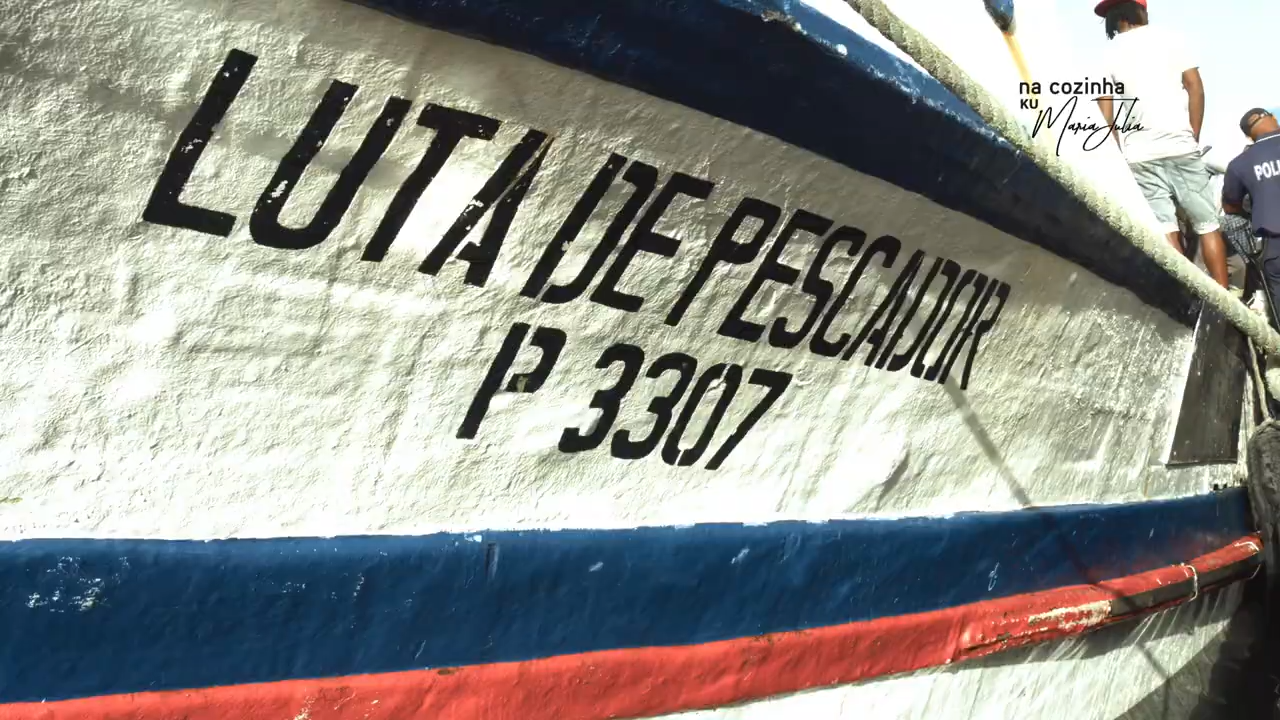 LUTA DE PESCADOR
P 3307
na cozinha
KU
Maria Julia
POLI